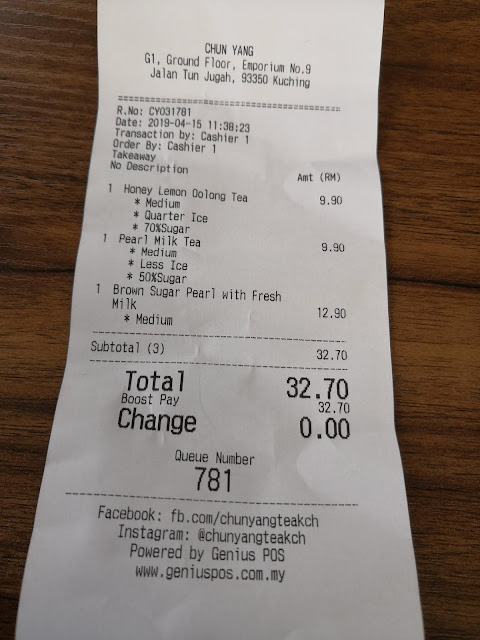 CHUN YANG
G1, Ground Floor, Emporium No.9
Jalan Tun Jugah, 93350 Kuching
R.No: CY031781
Date: 2019-04-15 11:38:23
Transaction by: Cashier 1
Order By: Cashier 1
Takeaway
No Description Amt (RM)
1 Honey Lemon Oolong Tea 9.90
* Medium
* Quarter Ice
* 70%Sugar
1 Pearl Milk Tea 9.90
* Medium
* Less Ice
* 50%Sugar
1 Brown Sugar Pearl with Fresh
Milk 12.90
* Medium
Subtotal (3) 32.70
Total 32.70
Boost Pay 32.70
Change 0.00
Queue Number
781
Facebook: fb.com/chunyangteakch
Instagram: @chunyangteakch
Powered by Genius POS
www.geniuspos.com.my